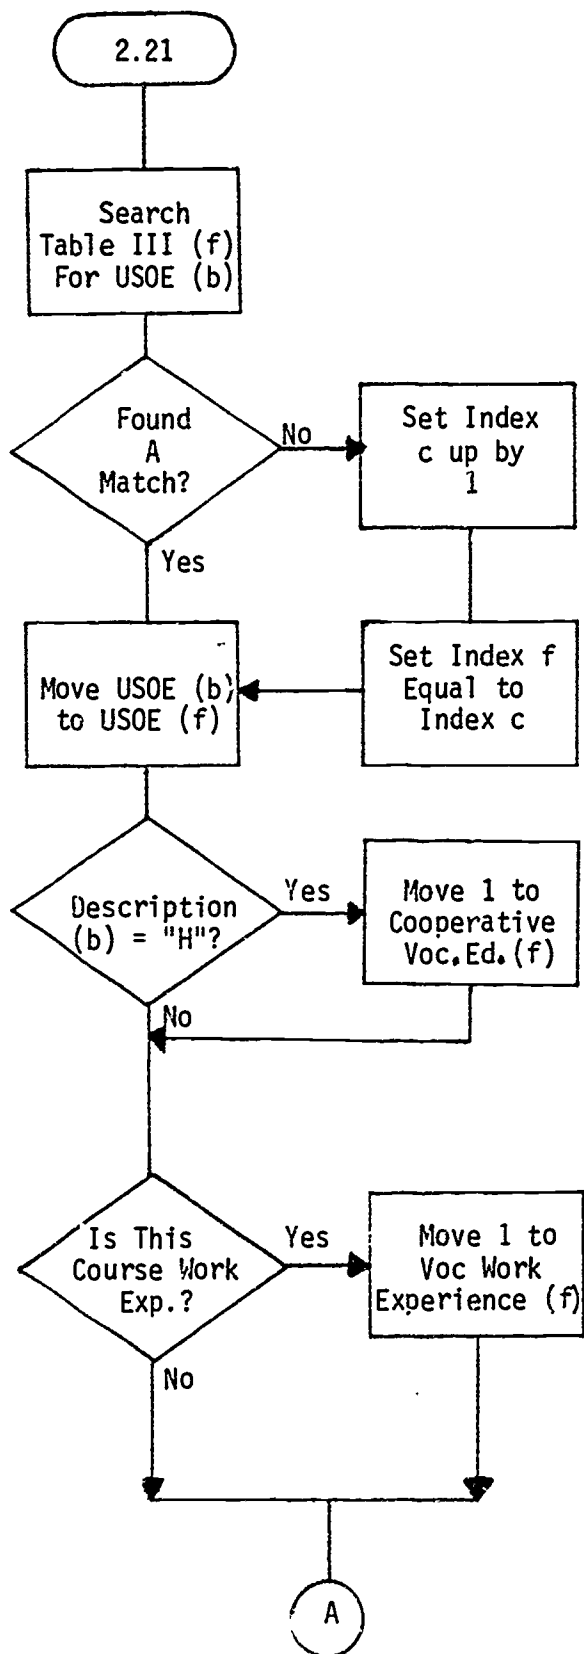 2.21
Search
Table III (f)
For USOE (b)
Found
A
Match?
No
Set Index
c up by
1
Yes
Set Index f
Equal to
Index c
Move USOE (b)
to USOE (f)
Description
(b) = "H"?
Yes
Move 1 to
Cooperative
Voc.Ed.(f)
No
Is This
Course Work
Exp.?
Yes
Move 1 to
Voc Work
Experience (f)
No
A